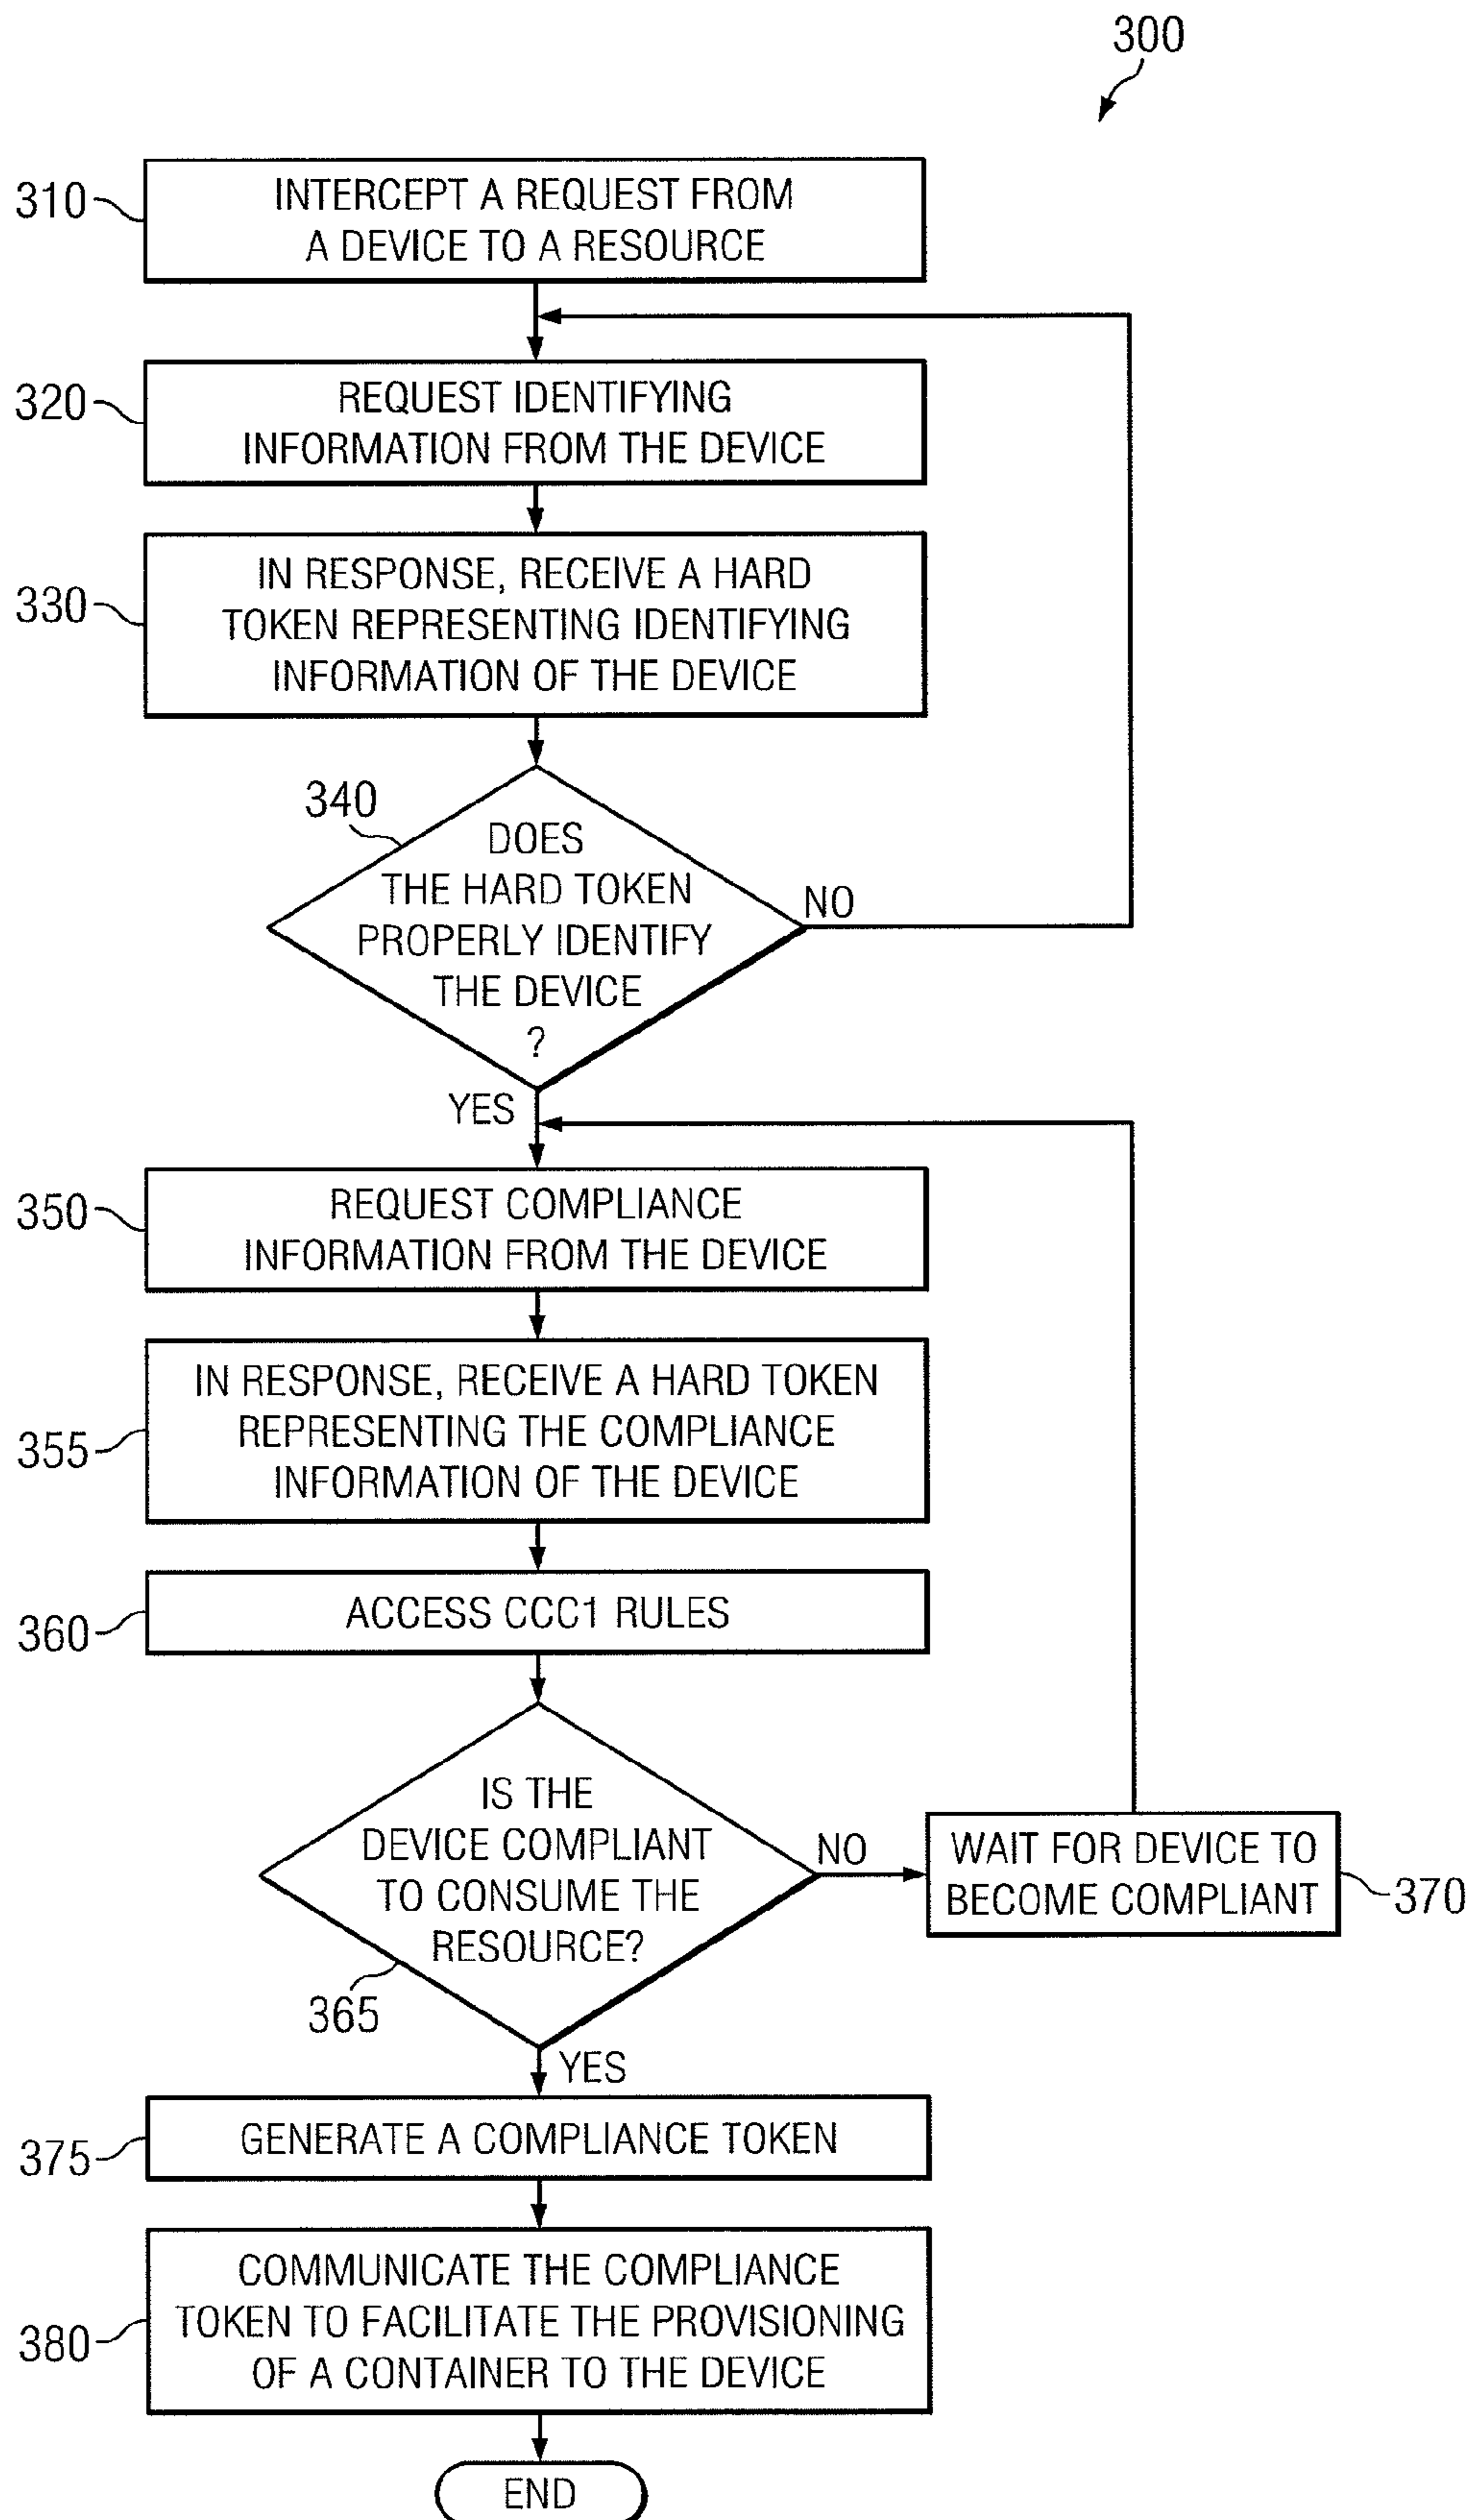 300
310
INTERCEPT A REQUEST FROM
A DEVICE TO A RESOURCE
320
REQUEST IDENTIFYING
INFORMATION FROM THE DEVICE
330
IN RESPONSE, RECEIVE A HARD
TOKEN REPRESENTING IDENTIFYING
INFORMATION OF THE DEVICE
340
DOES
THE HARD TOKEN
PROPERLY IDENTIFY
THE DEVICE
?
NO
YES
350
REQUEST COMPLIANCE
INFORMATION FROM THE DEVICE
355
IN RESPONSE, RECEIVE A HARD TOKEN
REPRESENTING THE COMPLIANCE
INFORMATION OF THE DEVICE
360
ACCESS CCC1 RULES
IS THE
DEVICE COMPLIANT
TO CONSUME THE
RESOURCE?
365
NO
WAIT FOR DEVICE TO
BECOME COMPLIANT
370
YES
375
GENERATE A COMPLIANCE TOKEN
380
COMMUNICATE THE COMPLIANCE
TOKEN TO FACILITATE THE PROVISIONING
OF A CONTAINER TO THE DEVICE
END